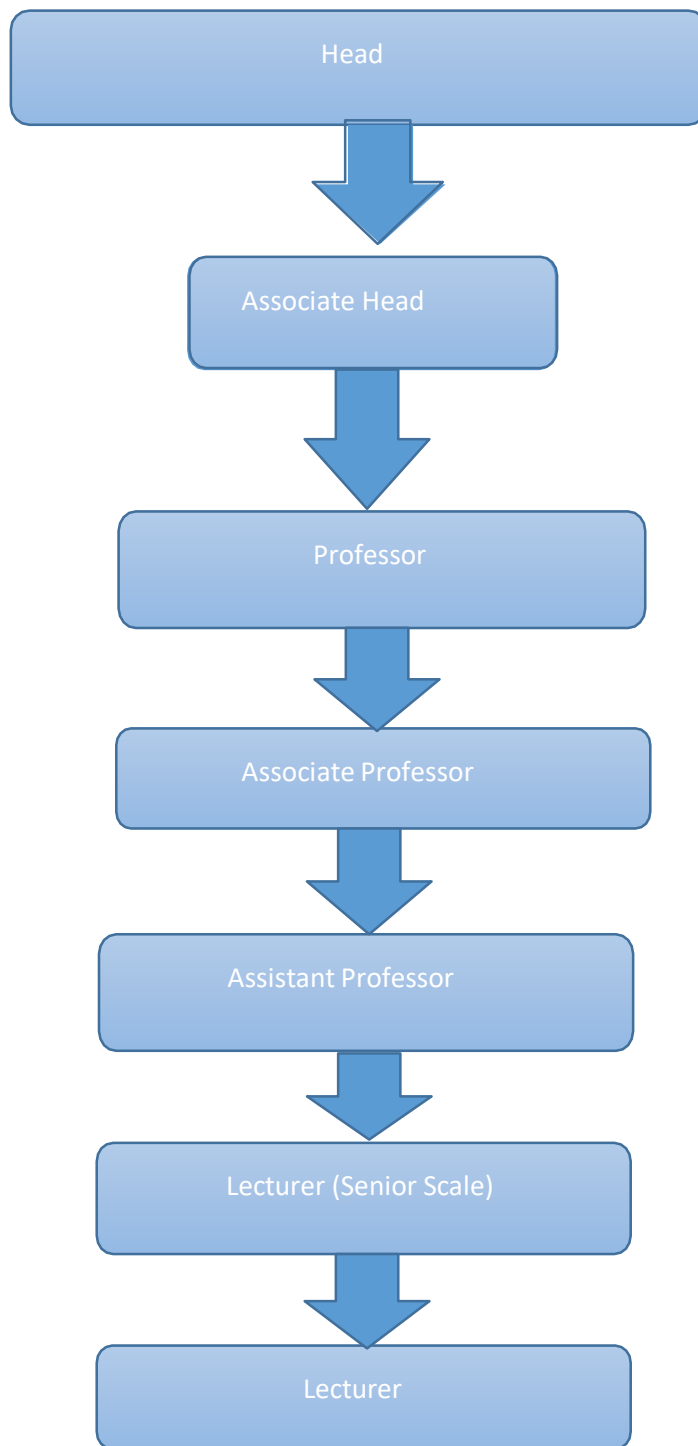 Head
Associate Head
Professor
Associate Professor
Assistant Professor
Lecturer (Senior Scale)
Lecturer